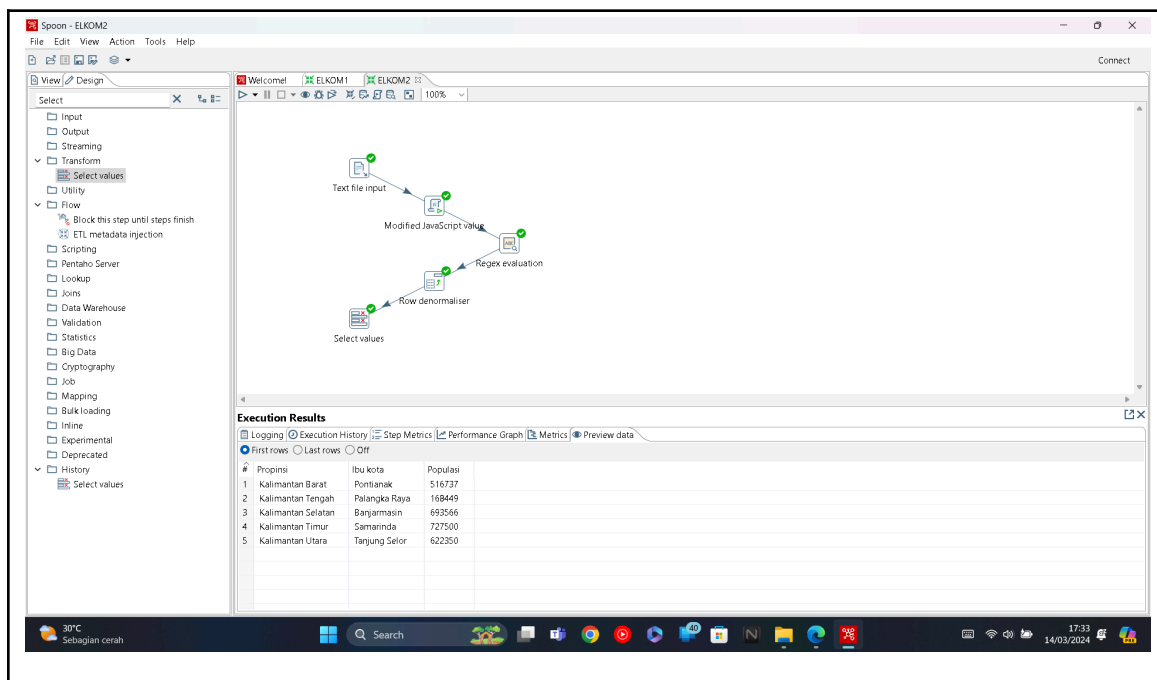 Spoon - ELKOM2
File Edit View Action Tools Help
Connect
View Design
Welcome! ELKOM1 ELKOM2
Select
100%
Input
Output
Streaming
Transform
Select values
Utility
Flow
Block this step until steps finish
ETL metadata injection
Scripting
Pentaho Server
Lookup
Joins
Data Warehouse
Validation
Statistics
Big Data
Cryptography
Job
Mapping
Bulk loading
Inline
Experimental
Deprecated
History
Select values
Text file input
Modified JavaScript value
Regex evaluation
Row denormaliser
Select values
Execution Results
Logging Execution History Step Metrics Performance Graph Metrics Preview data
First rows Last rows Off
# Propinsi Ibu kota Populasi
1 Kalimantan Barat Pontianak 516737
2 Kalimantan Tengah Palangka Raya 168449
3 Kalimantan Selatan Banjarmasin 693566
4 Kalimantan Timur Samarinda 727500
5 Kalimantan Utara Tanjung Selor 622350
30°C
Sebagian cerah
Search
40
17:33
14/03/2024